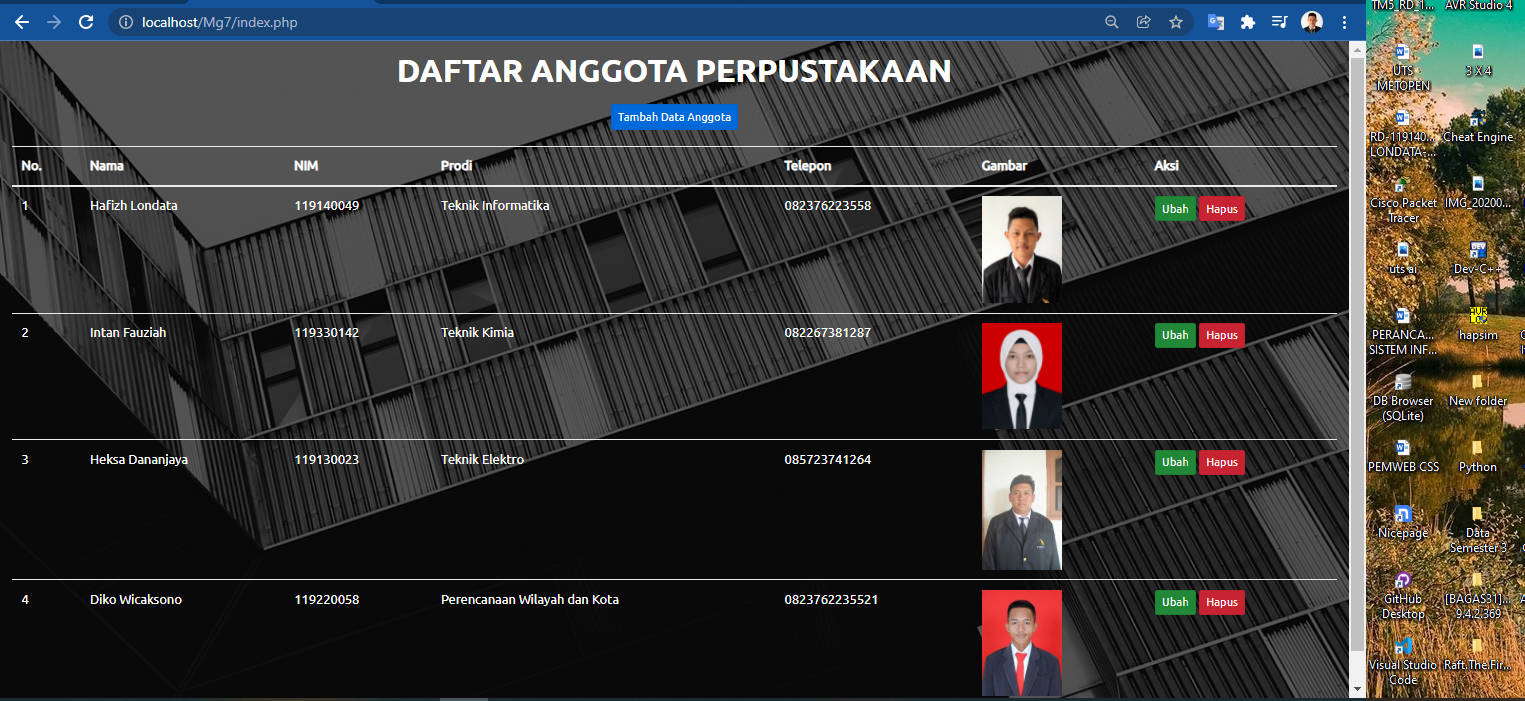 localhost/Mg7/index.php
DAFTAR ANGGOTA PERPUSTAKAAN
Tambah Data Anggota
No. Nama NIM Prodi Telepon Gambar Aksi
1 Hafizh Londata 119140049 Teknik Informatika 082376223558 Ubah Hapus
2 Intan Fauziah 119330142 Teknik Kimia 082267381287 Ubah Hapus
3 Heksa Dananjaya 119130023 Teknik Elektro 085723741264 Ubah Hapus
4 Diko Wicaksono 119220058 Perencanaan Wilayah dan Kota 0823762235521 Ubah Hapus
TM5_RD_1... AVR Studio 4
UTS
METOPEN
3 X 4
RD-119140...
LONDATA-...
Cheat Engine
Cisco Packet
Tracer
IMG_20200...
uts ai
Dev-C++
PERANCA...
SISTEM INF...
hapsim
DB Browser
(SQLite)
New folder
PEMWEB CSS
Python
Nicepage
Data
Semester 3
GitHub
Desktop
[BAGAS31]...
9.4.2.369
Visual Studio
Code
Raft.The.Fir...